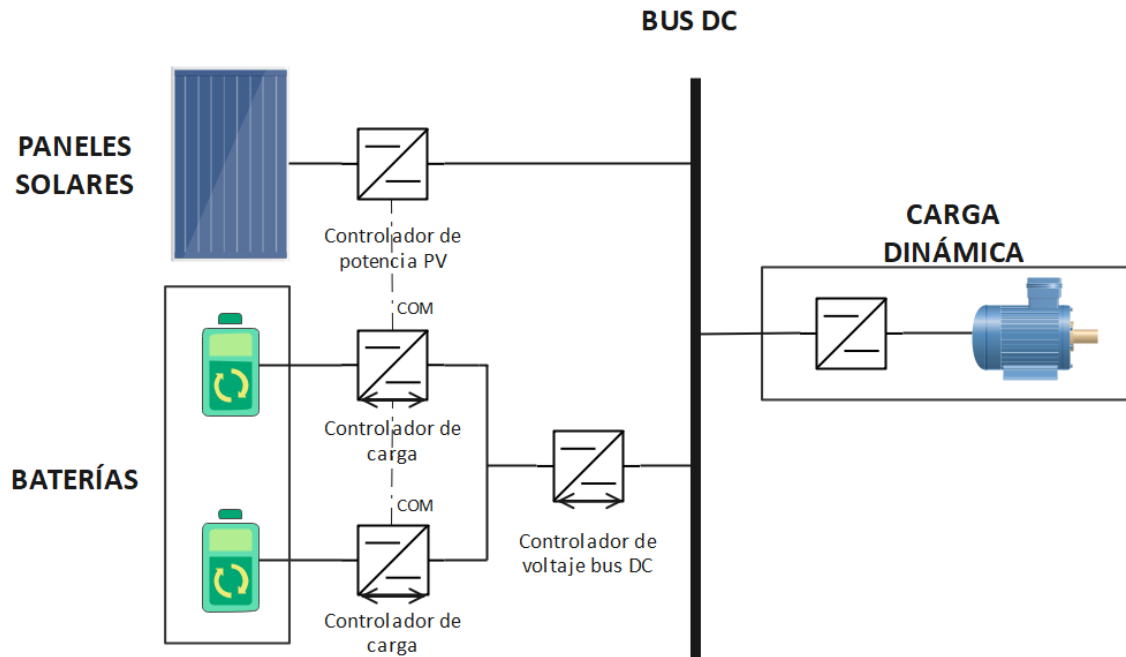 BUS DC
PANELES
SOLARES
Controlador de
potencia PV
CARGA
DINÁMICA
COM
Controlador de
carga
BATERÍAS
COM
Controlador de
voltaje bus DC
Controlador de
carga